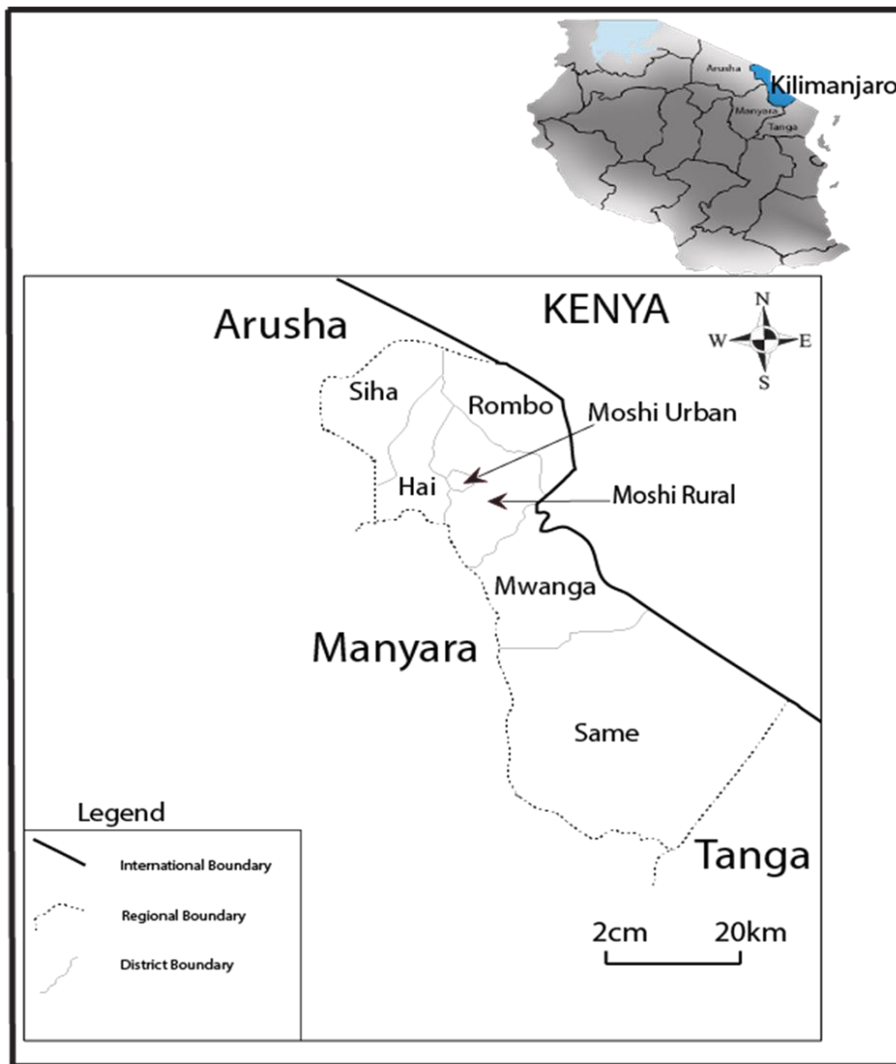 Arusha
Kilimanjaro
Manyara
Tanga
Arusha
KENYA
N
W E
S
Siha
Rombo
Moshi Urban
Hai
Moshi Rural
Mwanga
Manyara
Same
Legend
Tanga
International Boundary
Regional Boundary
2cm 20km
District Boundary